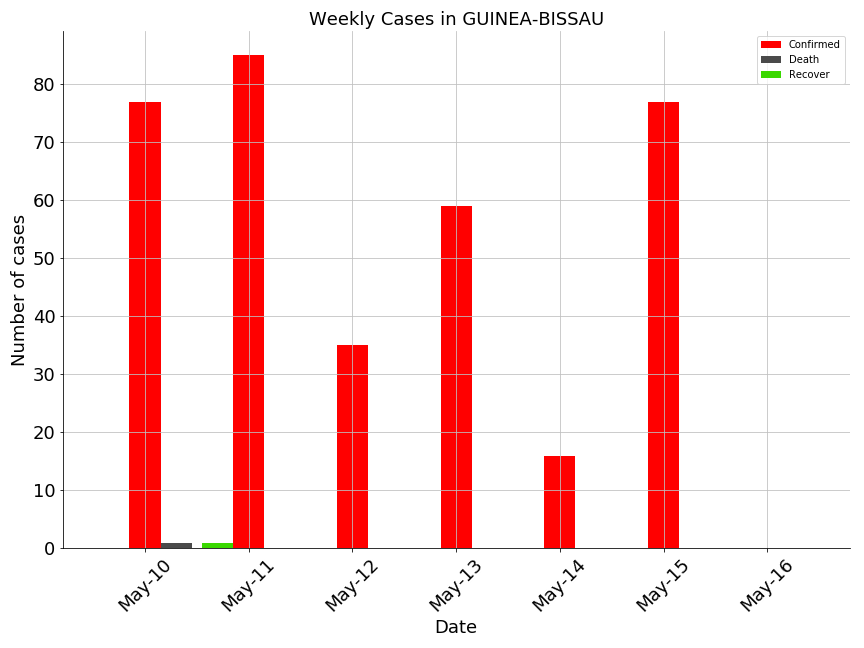 Weekly Cases in GUINEA-BISSAU
Confirmed
Death
Recover
Number of cases
80
70
60
50
40
30
20
10
0
May-10
May-11
May-12
May-13
May-14
May-15
May-16
Date